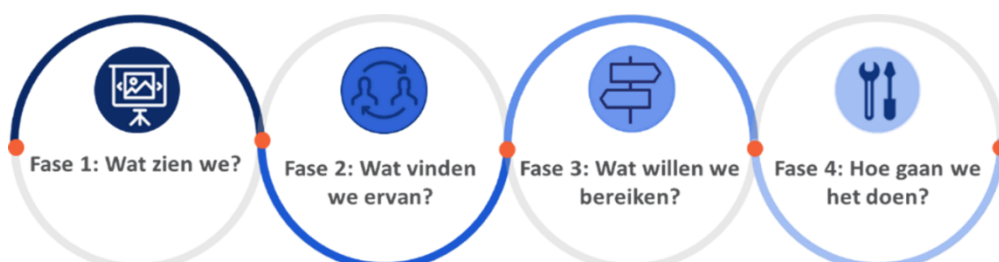 Fase 1: Wat zien we?
Fase 2: Wat vinden
we ervan?
Fase 3: Wat willen we
bereiken?
Fase 4: Hoe gaan we
het doen?